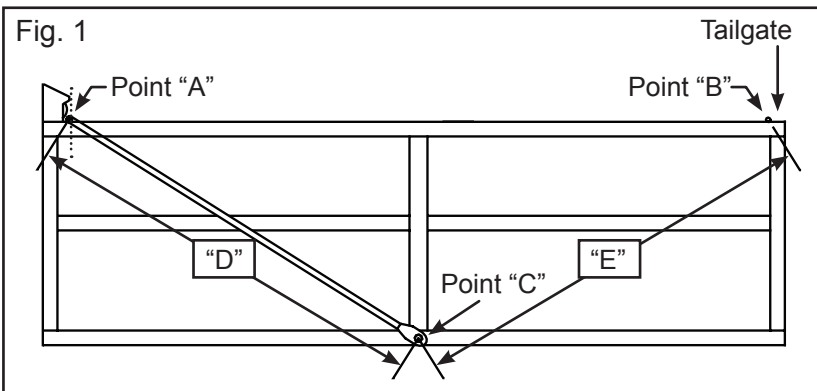 Fig. 1
Tailgate
Point “A”
Point “B”
“D”
“E”
Point “C”